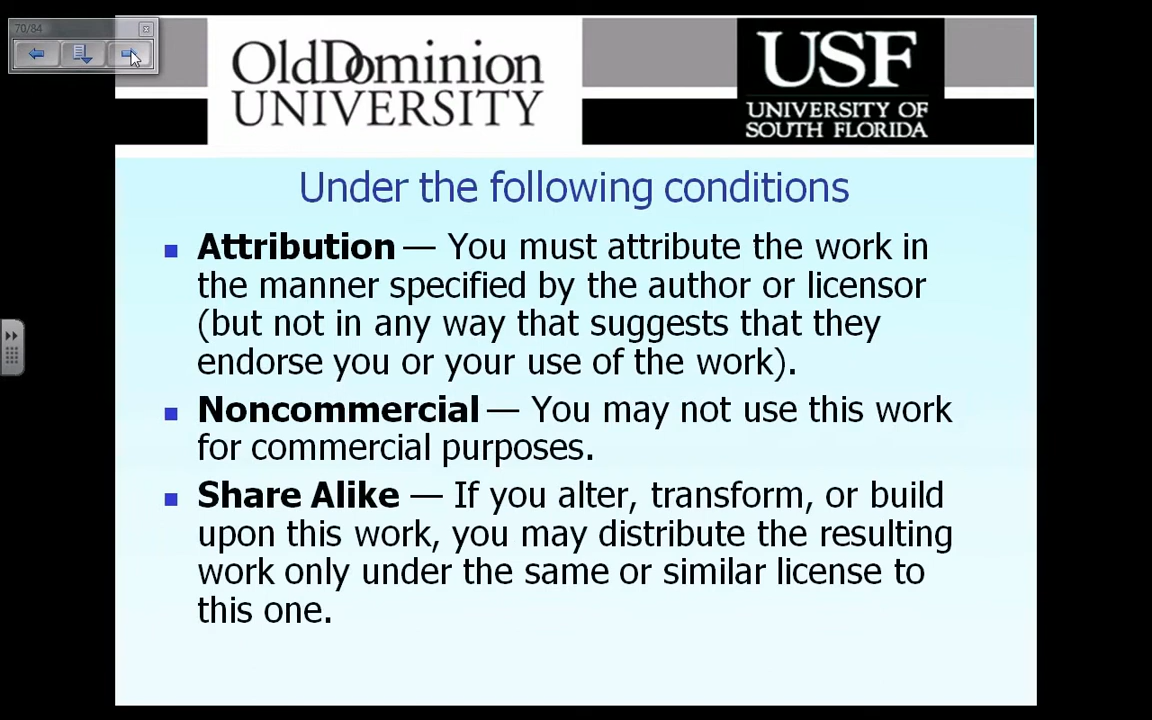 70/84
OldDominion
UNIVERSITY
USF
UNIVERSITY OF
SOUTH FLORIDA
Under the following conditions
Attribution — You must attribute the work in
the manner specified by the author or licensor
(but not in any way that suggests that they
endorse you or your use of the work).
Noncommercial — You may not use this work
for commercial purposes.
Share Alike — If you alter, transform, or build
upon this work, you may distribute the resulting
work only under the same or similar license to
this one.